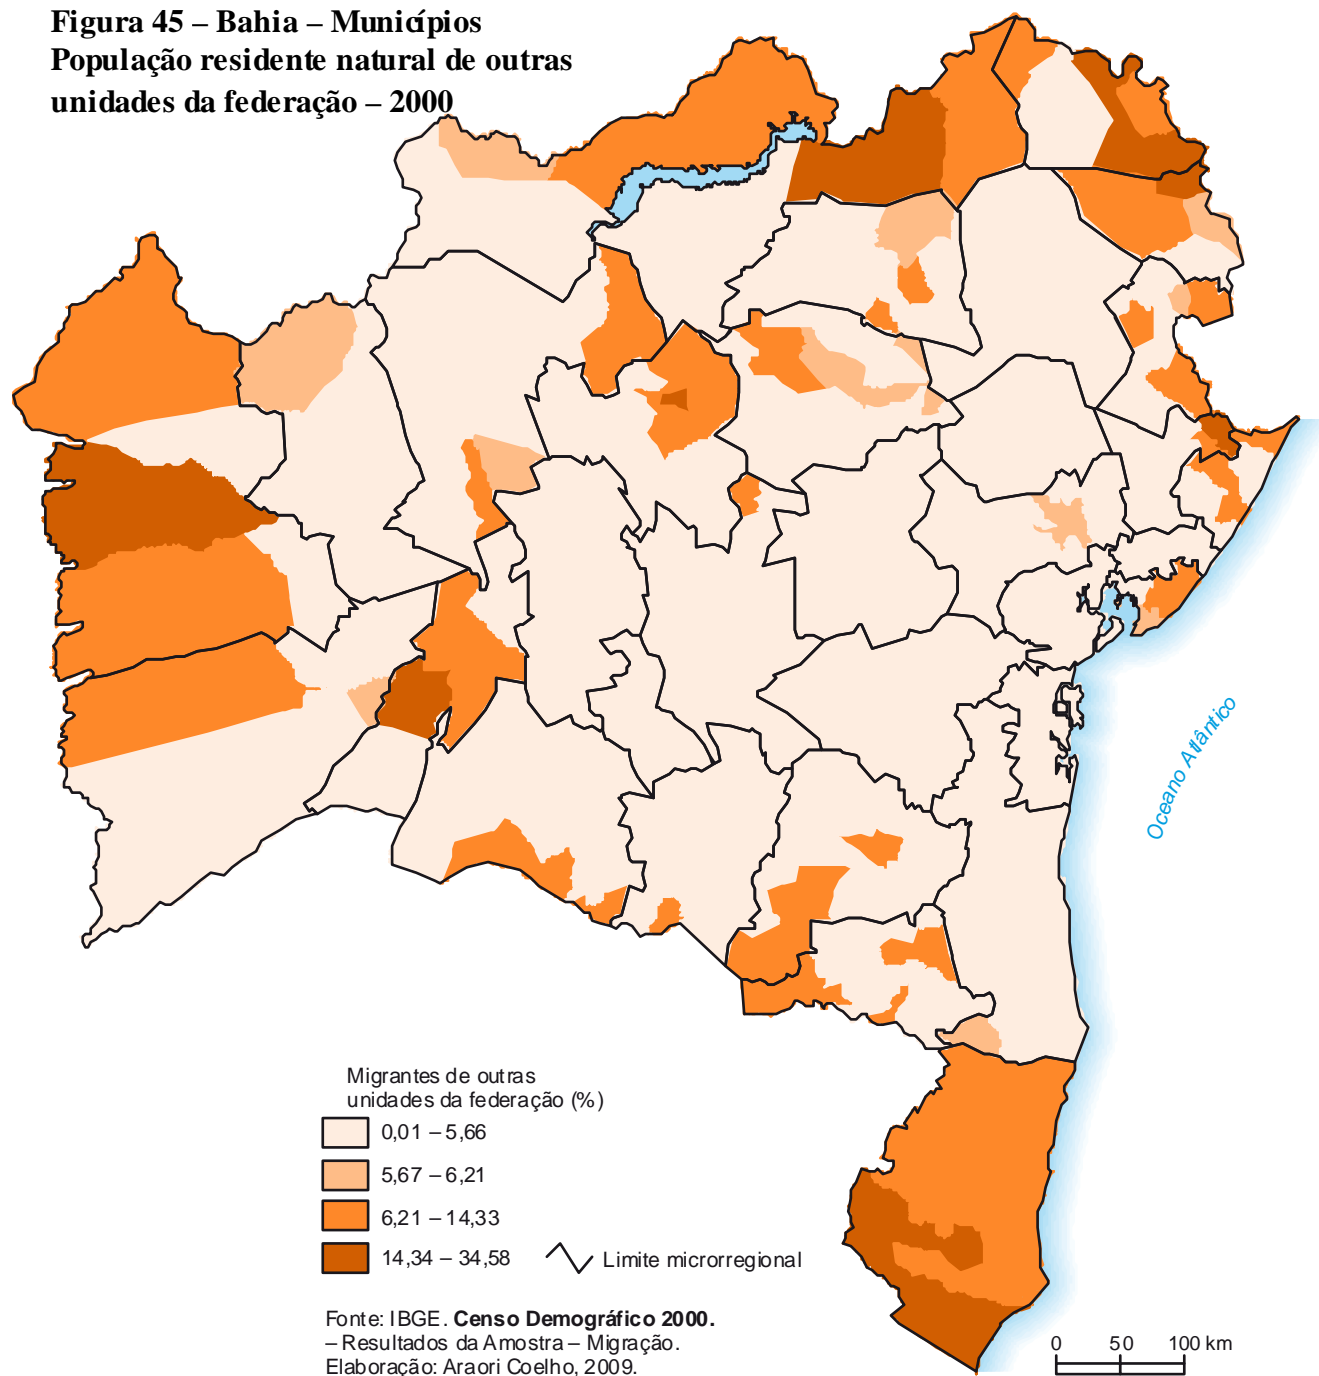 Figura 45 – Bahia – Municípios
População residente natural de outras
unidades da federação – 2000
Oceano Atlântico
Migrantes de outras
unidades da federação (%)
0,01 – 5,66
5,67 – 6,21
6,21 – 14,33
14,34 – 34,58
Limite microrregional
Fonte: IBGE. Censo Demográfico 2000.
– Resultados da Amostra – Migração.
Elaboração: Araori Coelho, 2009.
0 50 100 km